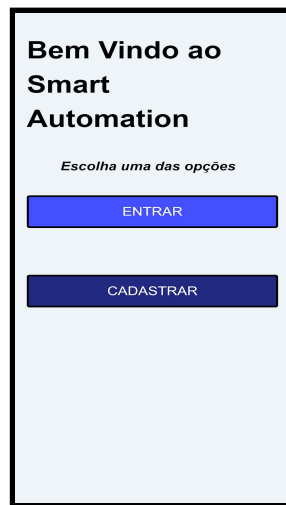 Bem Vindo ao
Smart
Automation
Escolha uma das opções
ENTRAR
CADASTRAR